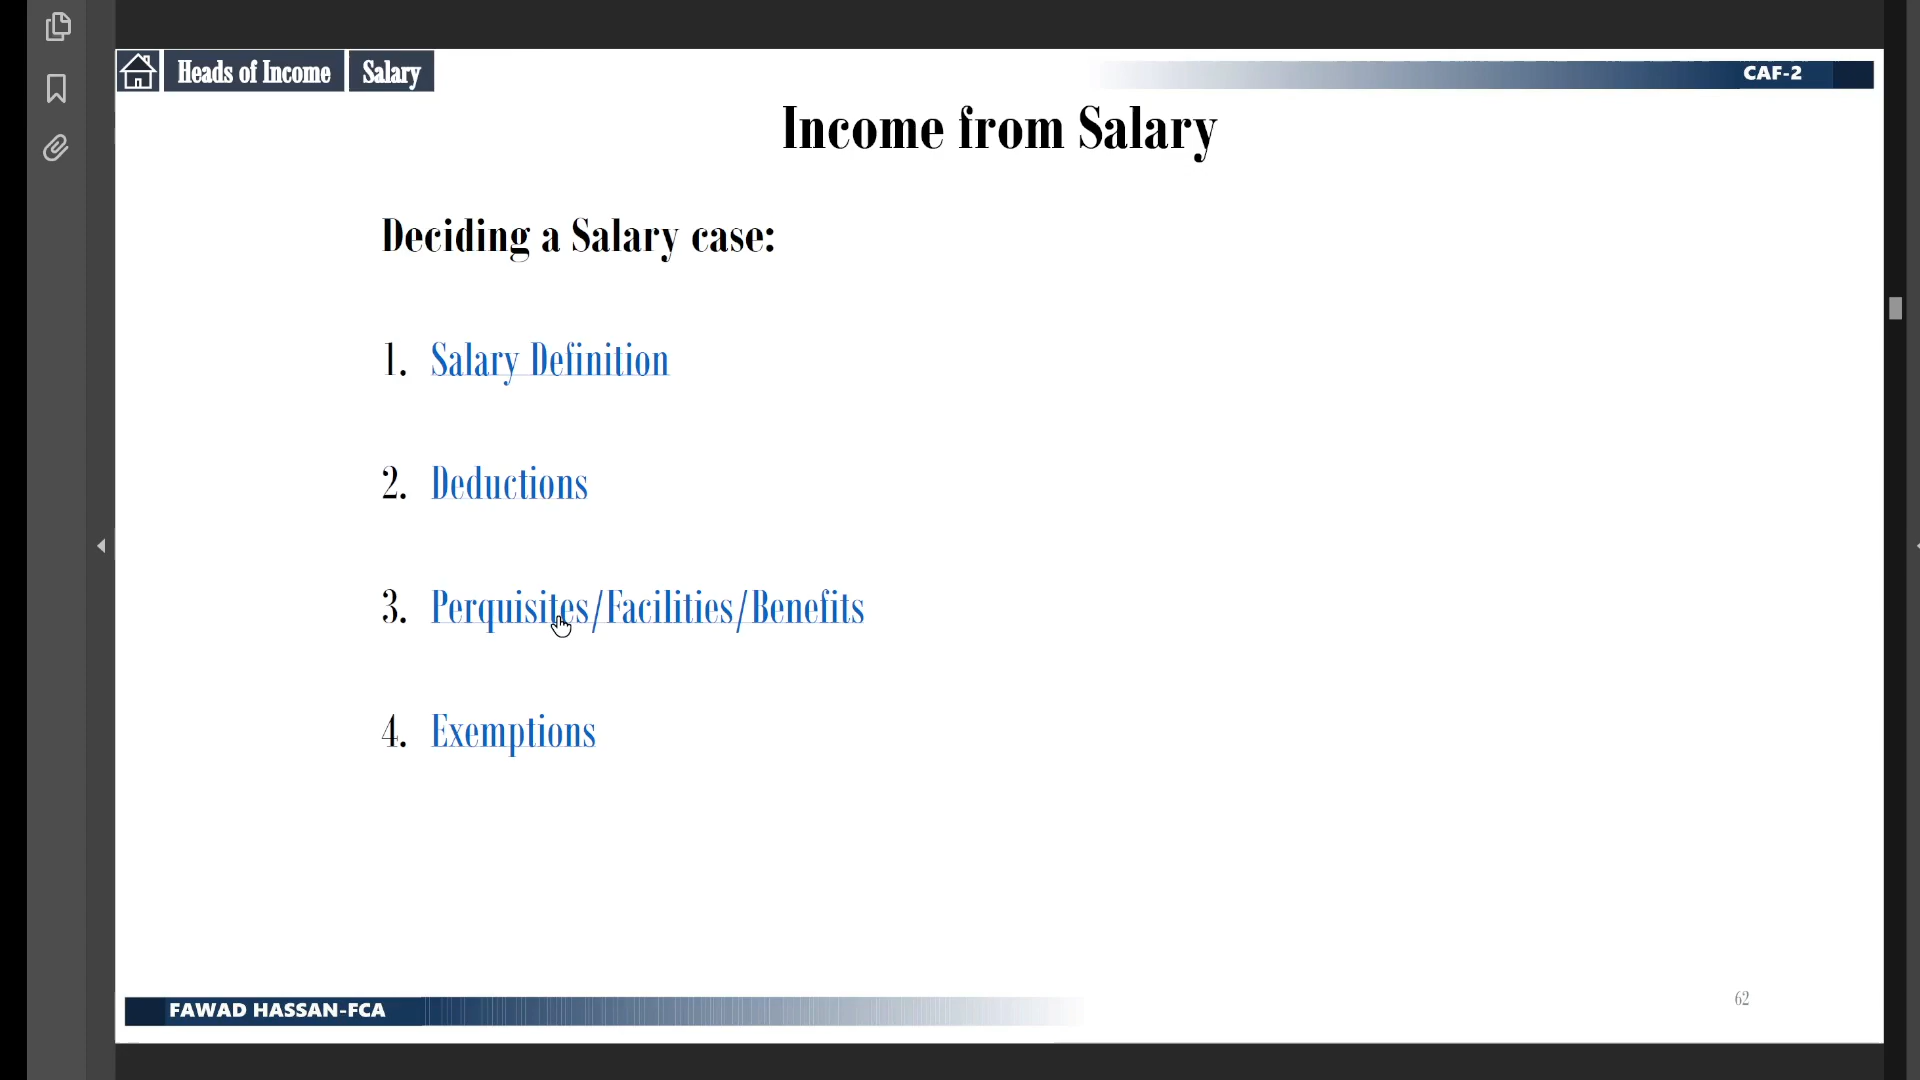 Heads of Income Salary CAF-2
Income from Salary
Deciding a Salary case:
1. Salary Definition
2. Deductions
3. Perquisites/Facilities/Benefits
4. Exemptions
62
FAWAD HASSAN-FCA